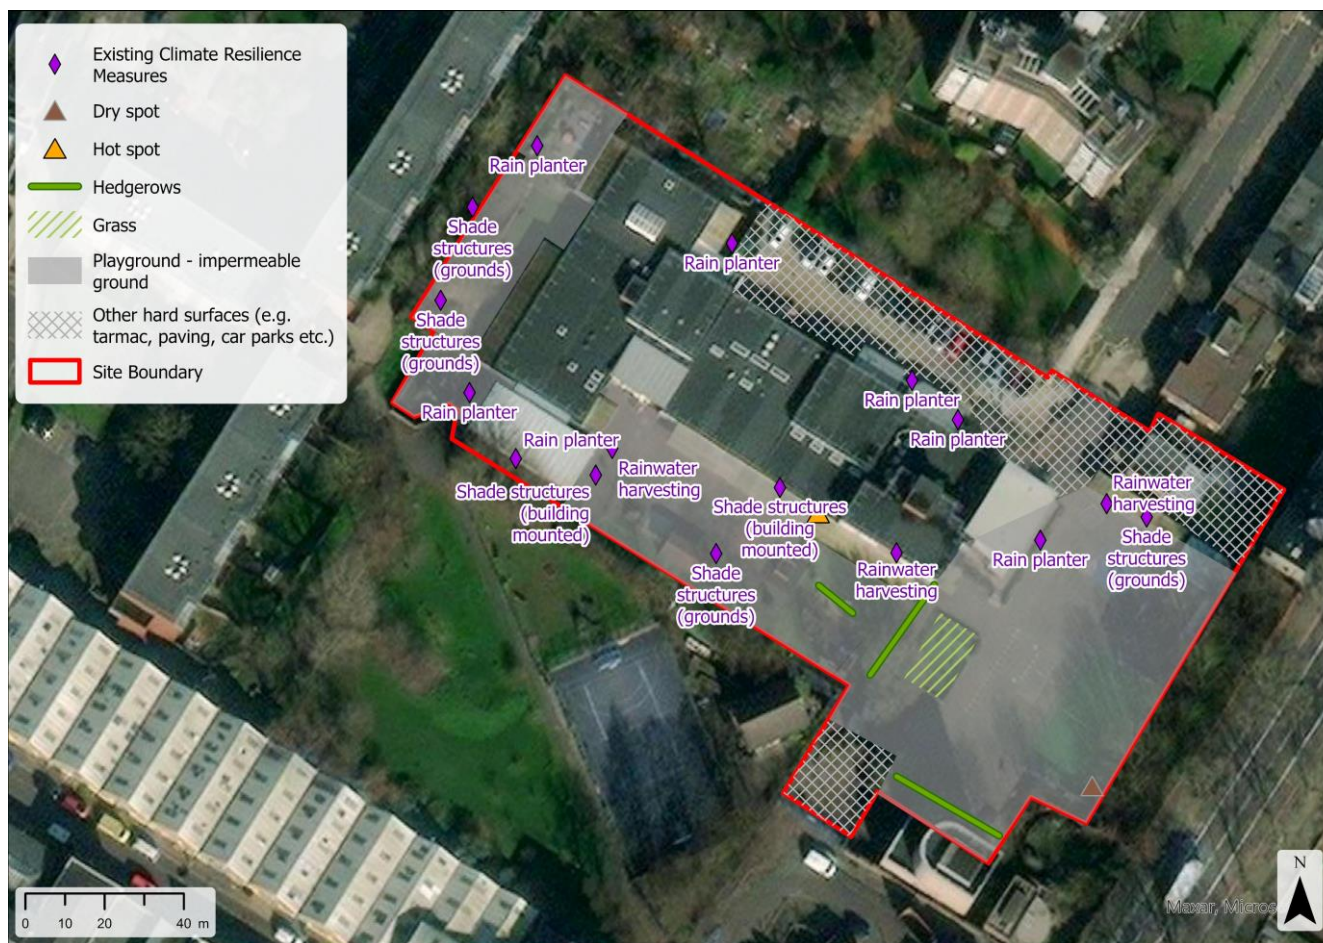 Existing Climate Resilience
Measures
Dry spot
Hot spot
Hedgerows
Grass
Playground - impermeable
ground
Other hard surfaces (e.g.
tarmac, paving, car parks etc.)
Site Boundary
Rain planter
Shade
structures
(grounds)
Rain planter
Shade
structures
(grounds)
Rain planter
Rain planter
Rain planter
Rain planter
Rainwater
harvesting
Shade structures
(building
mounted)
Shade structures
(building
mounted)
Rainwater
harvesting
Rain planter
Shade
structures
(grounds)
Shade
structures
(grounds)
Rainwater
harvesting
0 10 20 40 m
N
Maxar,